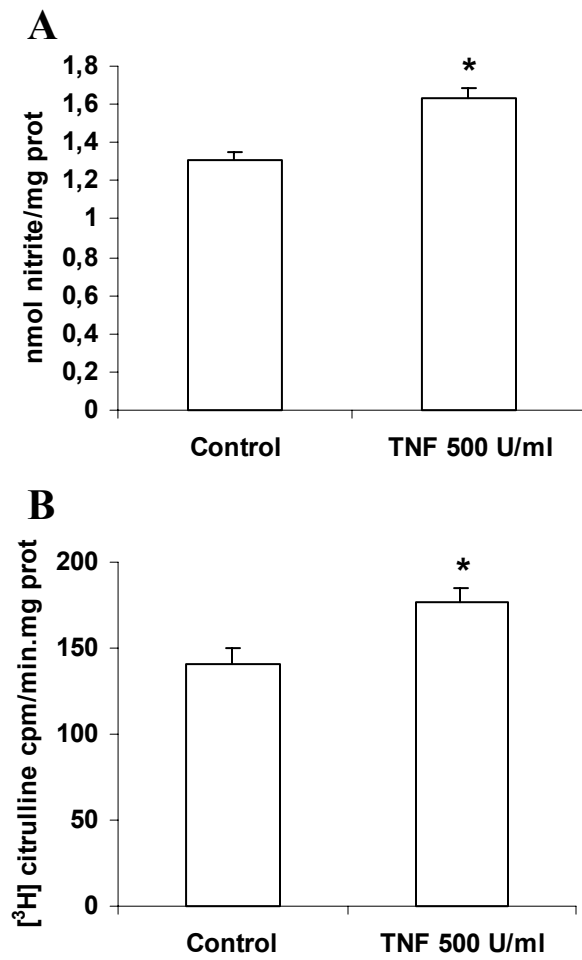 A
nmol nitrite/mg prot
1,8
1,6
1,4
1,2
1
0,8
0,6
0,4
0,2
0
*
Control
TNF 500 U/ml
B
[³H] citrulline cpm/min.mg prot
200
150
100
50
0
*
Control
TNF 500 U/ml